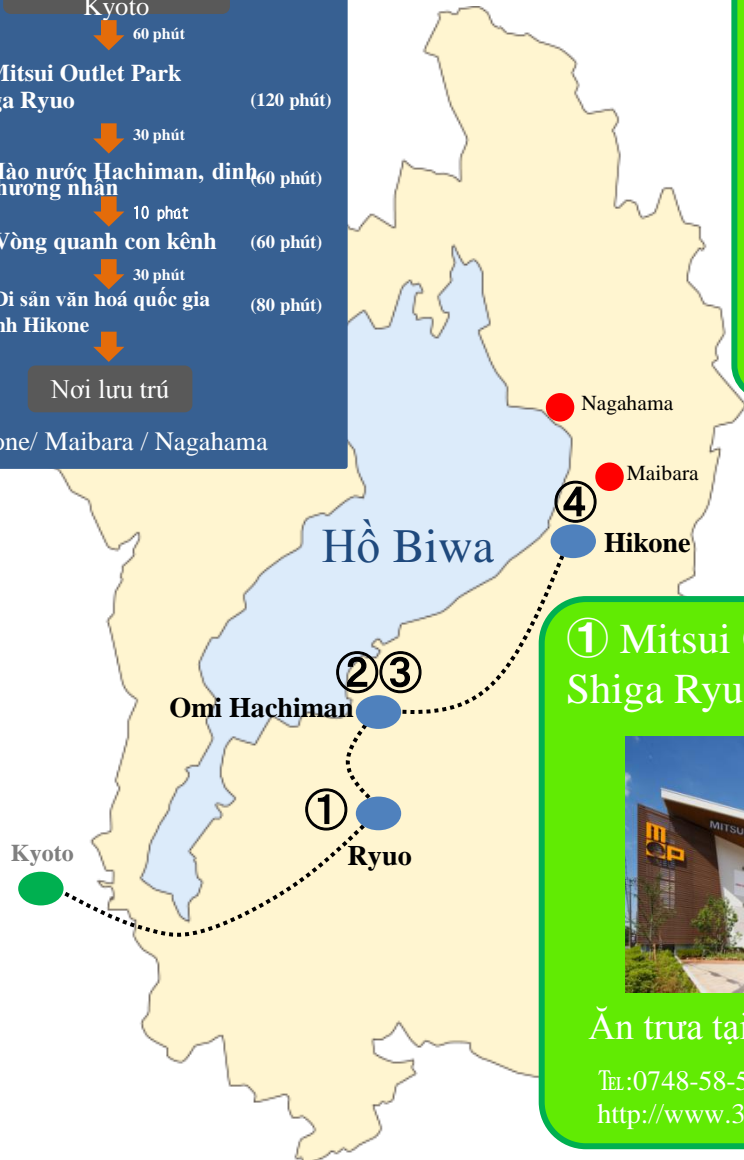 Kyoto
60 phút
Mitsui Outlet Park
ga Ryuo
(120 phút)
30 phút
Hào nước Hachiman, dinh
thương nhân
(60 phút)
10 phút
Vòng quanh con kênh
(60 phút)
30 phút
Di sản văn hoá quốc gia
nh Hikone
(80 phút)
Nơi lưu trú
one/ Maibara / Nagahama
Nagahama
Maibara
④
Hikone
Hồ Biwa
②③
Omi Hachiman
①
Ryuo
Kyoto
① Mitsui
Shiga Ryu
MITSU
Ăn trưa tại
TEL:0748-58-5
http://www.3